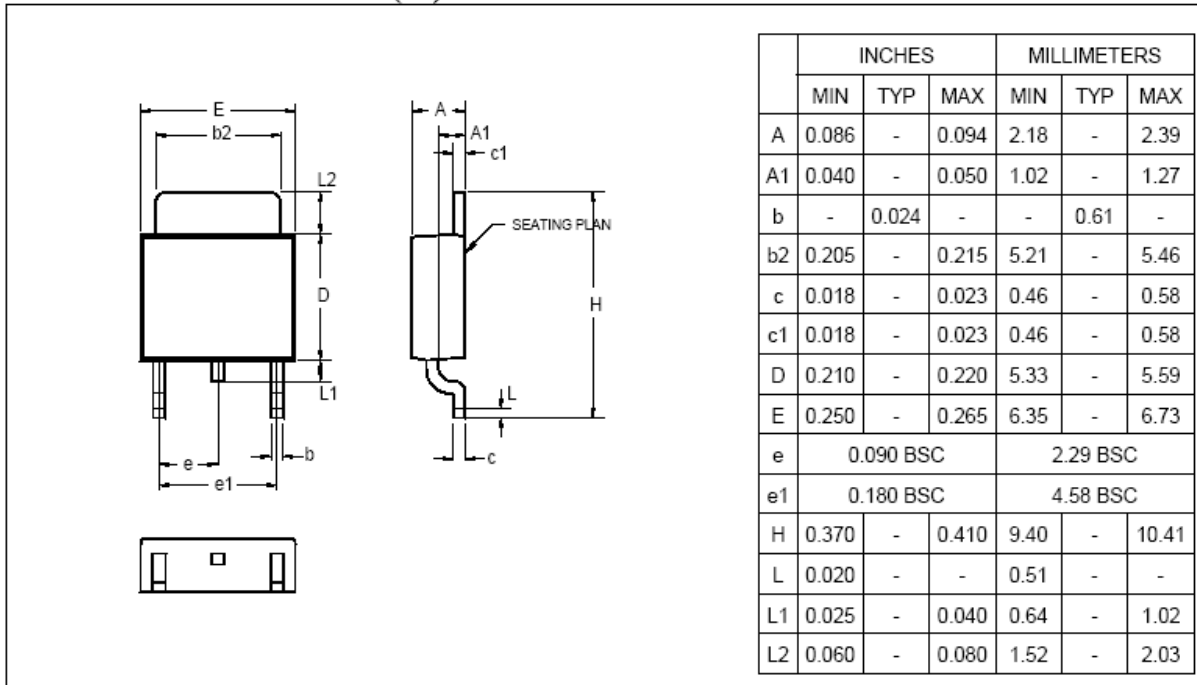 E
b2
L2
D
L1
e
b
e1
A
A1
c1
SEATING PLAN
H
L
c
INCHES MILLIMETERS
MIN TYP MAX MIN TYP MAX
A 0.086 - 0.094 2.18 - 2.39
A1 0.040 - 0.050 1.02 - 1.27
b - 0.024 - - 0.61 -
b2 0.205 - 0.215 5.21 - 5.46
c 0.018 - 0.023 0.46 - 0.58
c1 0.018 - 0.023 0.46 - 0.58
D 0.210 - 0.220 5.33 - 5.59
E 0.250 - 0.265 6.35 - 6.73
e 0.090 BSC 2.29 BSC
e1 0.180 BSC 4.58 BSC
H 0.370 - 0.410 9.40 - 10.41
L 0.020 - - 0.51 - -
L1 0.025 - 0.040 0.64 - 1.02
L2 0.060 - 0.080 1.52 - 2.03